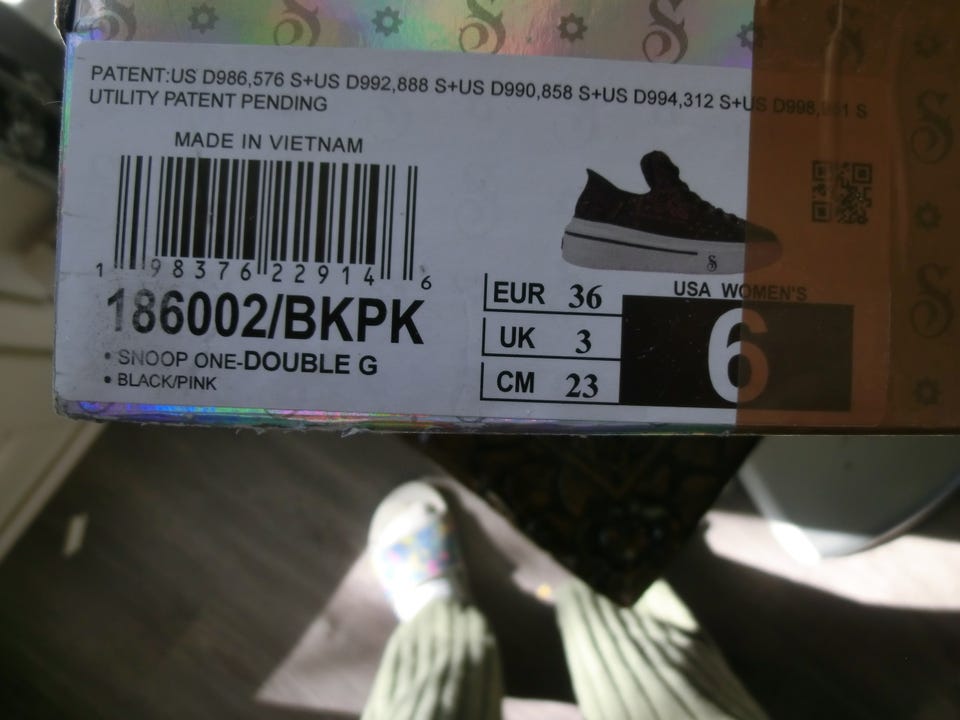 PATENT:US D986,576 S+US D992,888 S+US D990,858 S+US D994,312 S+US
UTILITY PATENT PENDING
MADE IN VIETNAM
1 98376 22914 6
186002/BKPK
• SNOOP ONE-DOUBLE G
• BLACK/PINK
EUR 36
UK 3
CM 23
USA WOMEN'S
6